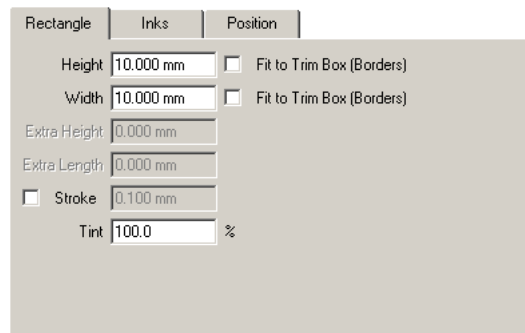 Rectangle Inks Position
Height 10.000 mm Fit to Trim Box (Borders)
Width 10.000 mm Fit to Trim Box (Borders)
Extra Height 0.000 mm
Extra Length 0.000 mm
Stroke 0.100 mm
Tint 100.0 %